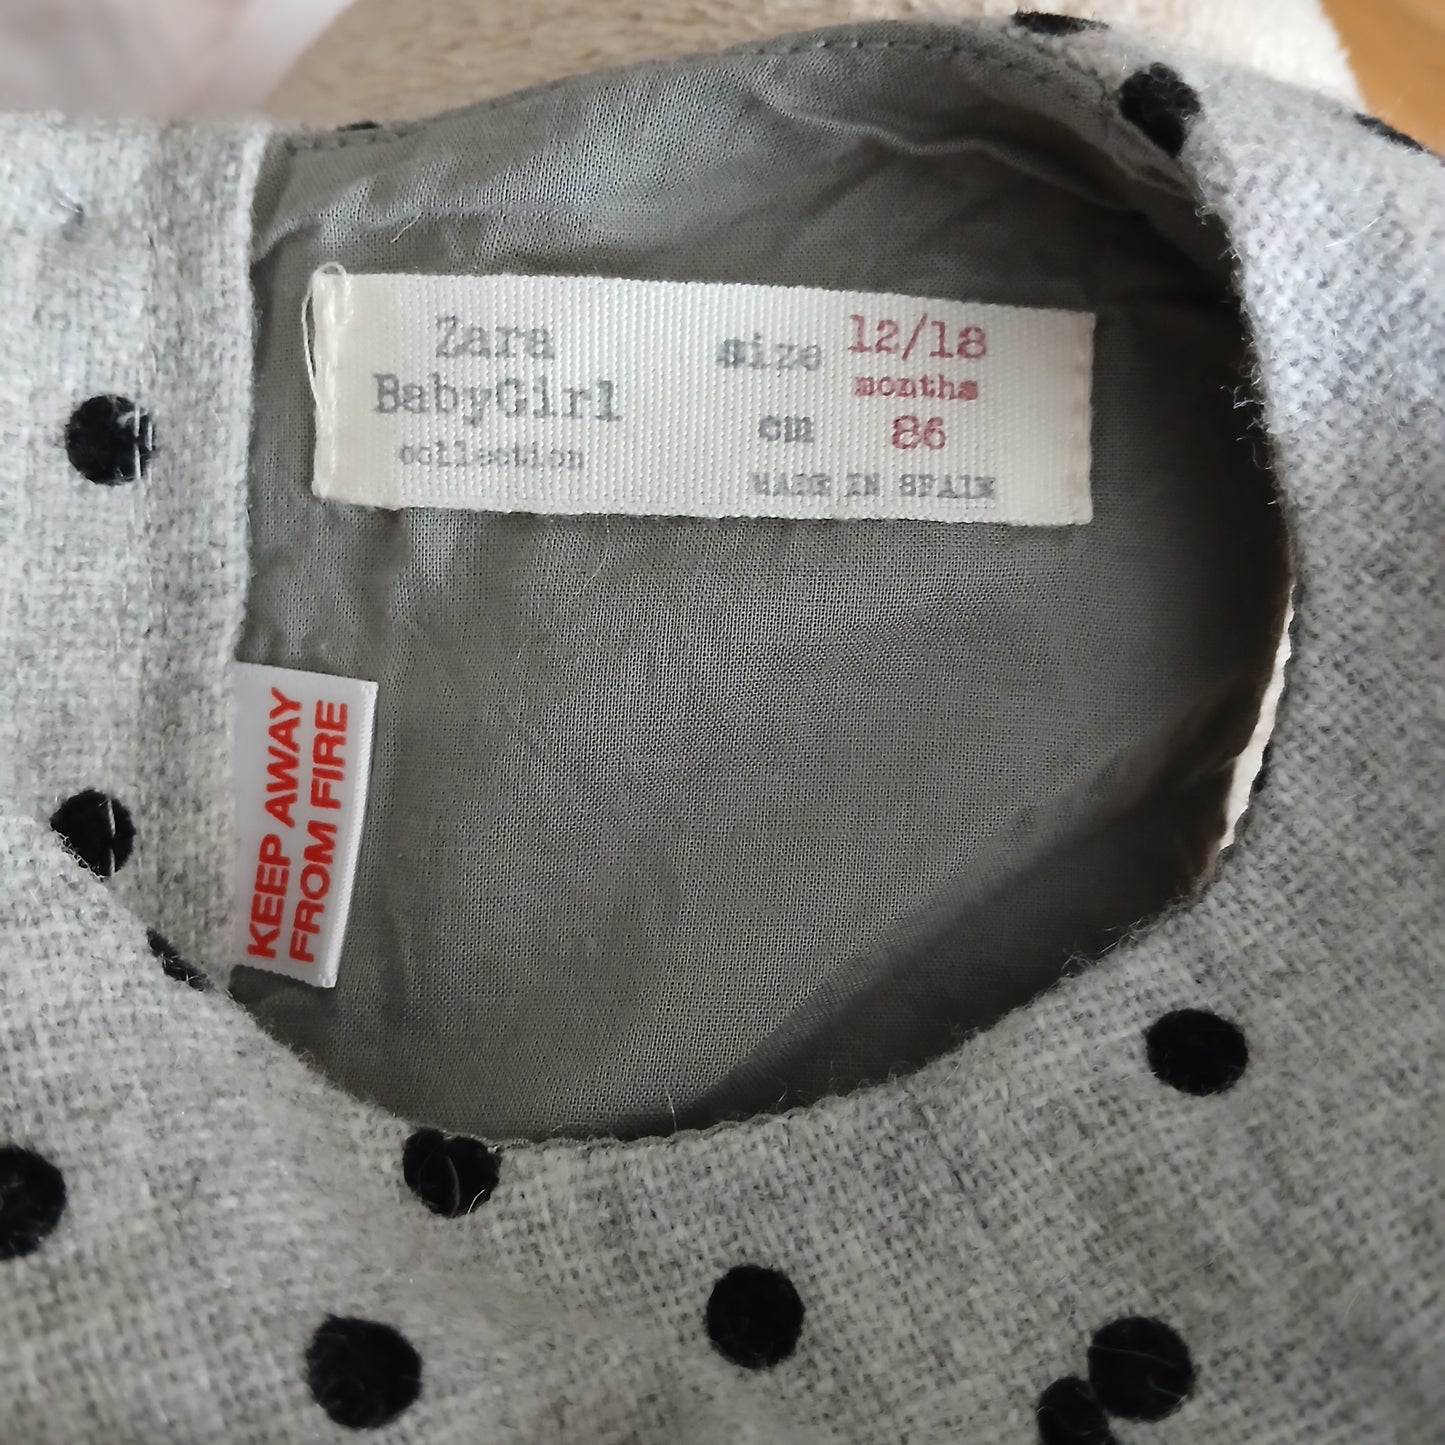 Zara
BabyGirl
collection
size 12/18
months
cm 86
MADE IN SPAIN
KEEP AWAY
FROM FIRE